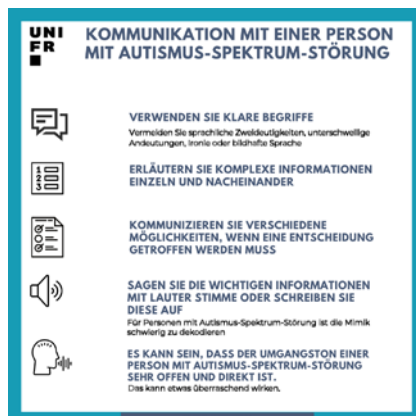 UNI
FR
KOMMUNIKATION MIT EINER PERSON
MIT AUTISMUS-SPEKTRUM-STÖRUNG
VERWENDEN SIE KLARE BEGRIFFE
Vermeiden Sie sprachliche Zweideutigkeiten, unterschwellige
Andeutungen, Ironie oder bildhafte Sprache
1
2
3
ERLÄUTERN SIE KOMPLEXE INFORMATIONEN
EINZELN UND NACHEINANDER
KOMMUNIZIEREN SIE VERSCHIEDENE
MÖGLICHKEITEN, WENN EINE ENTSCHEIDUNG
GETROFFEN WERDEN MUSS
SAGEN SIE DIE WICHTIGEN INFORMATIONEN
MIT LAUTER STIMME ODER SCHREIBEN SIE
DIESE AUF
Für Personen mit Autismus-Spektrum-Störung ist die Mimik
schwierig zu dekodieren
ES KANN SEIN, DASS DER UMGANGSTON EINER
PERSON MIT AUTISMUS-SPEKTRUM-STÖRUNG
SEHR OFFEN UND DIREKT IST.
Das kann etwas überraschend wirken.